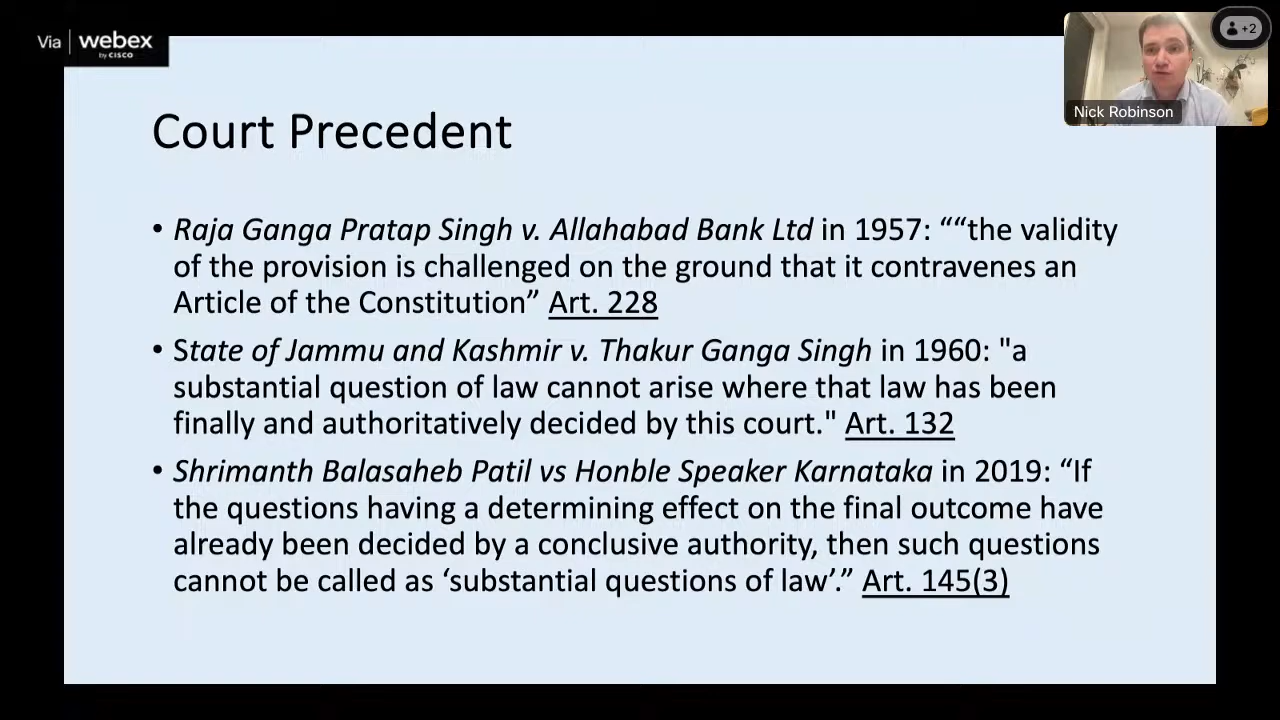 Via webex
by CISCO
+2
Nick Robinson
Court Precedent
• Raja Ganga Pratap Singh v. Allahabad Bank Ltd in 1957: ““the validity
of the provision is challenged on the ground that it contravenes an
Article of the Constitution” Art. 228
• State of Jammu and Kashmir v. Thakur Ganga Singh in 1960: "a
substantial question of law cannot arise where that law has been
finally and authoritatively decided by this court." Art. 132
• Shrimanth Balasaheb Patil vs Honble Speaker Karnataka in 2019: “If
the questions having a determining effect on the final outcome have
already been decided by a conclusive authority, then such questions
cannot be called as ‘substantial questions of law’.” Art. 145(3)